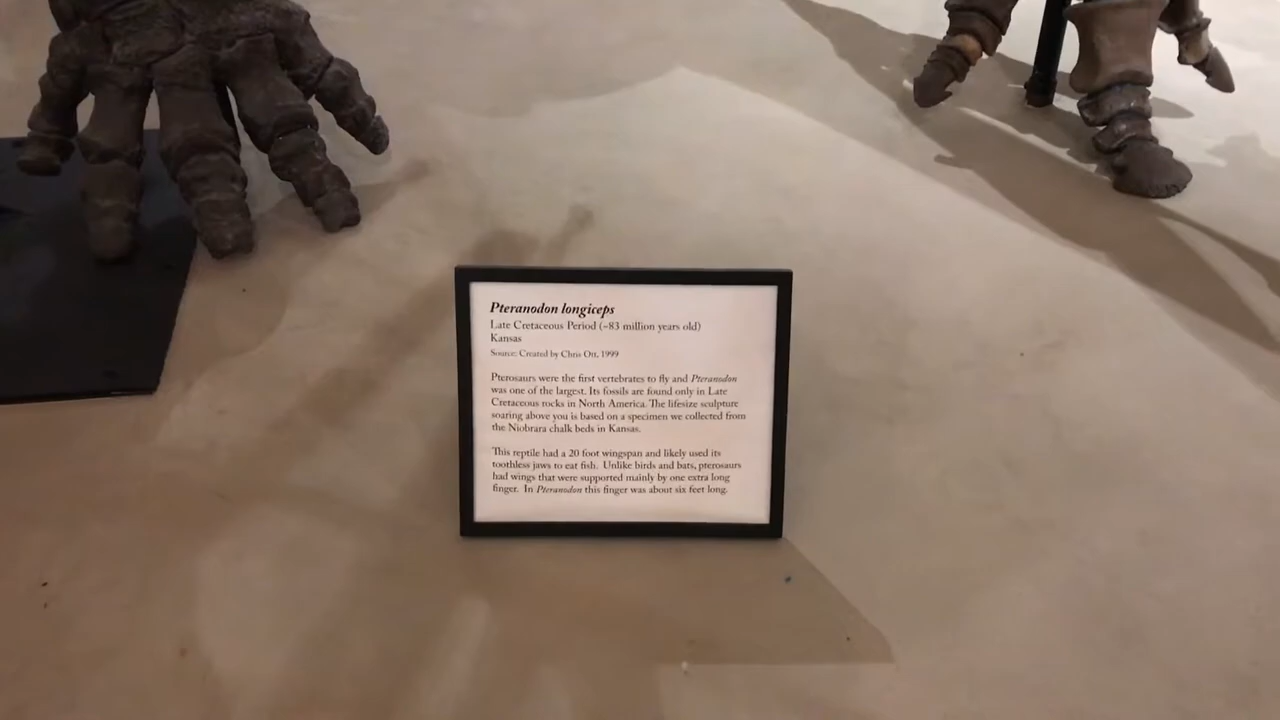 Pteranodon longiceps
Late Cretaceous Period (~83 million years old)
Kansas
Source: Created by Chris Ott, 1999
Pterosaurs were the first vertebrates to fly and Pteranodon
was one of the largest. Its fossils are found only in Late
Cretaceous rocks in North America. The lifesize sculpture
soaring above you is based on a specimen we collected from
the Niobrara chalk beds in Kansas.
This reptile had a 20 foot wingspan and likely used its
toothless jaws to eat fish. Unlike birds and bats, pterosaurs
had wings that were supported mainly by one extra long
finger. In Pteranodon this finger was about six feet long.